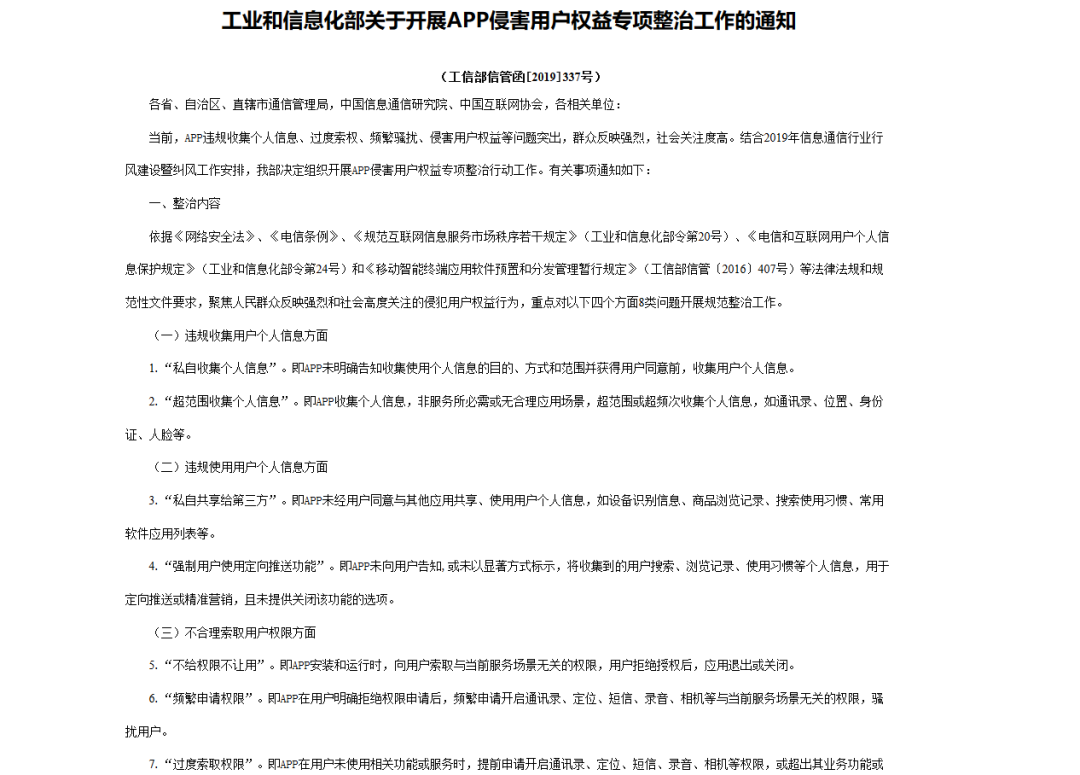 工业和信息化部关于开展APP侵害用户权益专项整治工作的通知
（工信部信管函[2019]337号）
各省、自治区、直辖市通信管理局，中国信息通信研究院、中国互联网协会，各相关单位：
当前，APP违规收集个人信息、过度索权、频繁骚扰、侵害用户权益等问题突出，群众反映强烈，社会关注度高。结合2019年信息通信行业行
风建设暨纠风工作安排，我部决定组织开展APP侵害用户权益专项整治行动工作。有关事项通知如下：
一、整治内容
依据《网络安全法》、《电信条例》、《规范互联网信息服务市场秩序若干规定》（工业和信息化部令第20号）、《电信和互联网用户个人信
息保护规定》（工业和信息化部令第24号）和《移动智能终端应用软件预置和分发管理暂行规定》（工信部信管〔2016〕407号）等法律法规和规
范性文件要求，聚焦人民群众反映强烈和社会高度关注的侵犯用户权益行为，重点对以下四个方面8类问题开展规范整治工作。
（一）违规收集用户个人信息方面
1. “私自收集个人信息”。即APP未明确告知收集使用个人信息的目的、方式和范围并获得用户同意前，收集用户个人信息。
2. “超范围收集个人信息”。即APP收集个人信息，非服务所必需或无合理应用场景，超范围或超频次收集个人信息，如通讯录、位置、身份
证、人脸等。
（二）违规使用用户个人信息方面
3. “私自共享给第三方”。即APP未经用户同意与其他应用共享、使用用户个人信息，如设备识别信息、商品浏览记录、搜索使用习惯、常用
软件应用列表等。
4. “强制用户使用定向推送功能”。即APP未向用户告知,或未以显著方式标示，将收集到的用户搜索、浏览记录、使用习惯等个人信息，用于
定向推送或精准营销，且未提供关闭该功能的选项。
（三）不合理索取用户权限方面
5. “不给权限不让用”。即APP安装和运行时，向用户索取与当前服务场景无关的权限，用户拒绝授权后，应用退出或关闭。
6. “频繁申请权限”。即APP在用户明确拒绝权限申请后，频繁申请开启通讯录、定位、短信、录音、相机等与当前服务场景无关的权限，骚
扰用户。
7. “过度索取权限”。即APP在用户未使用相关功能或服务时，提前申请开启通讯录、定位、短信、录音、相机等权限，或超出其业务功能或